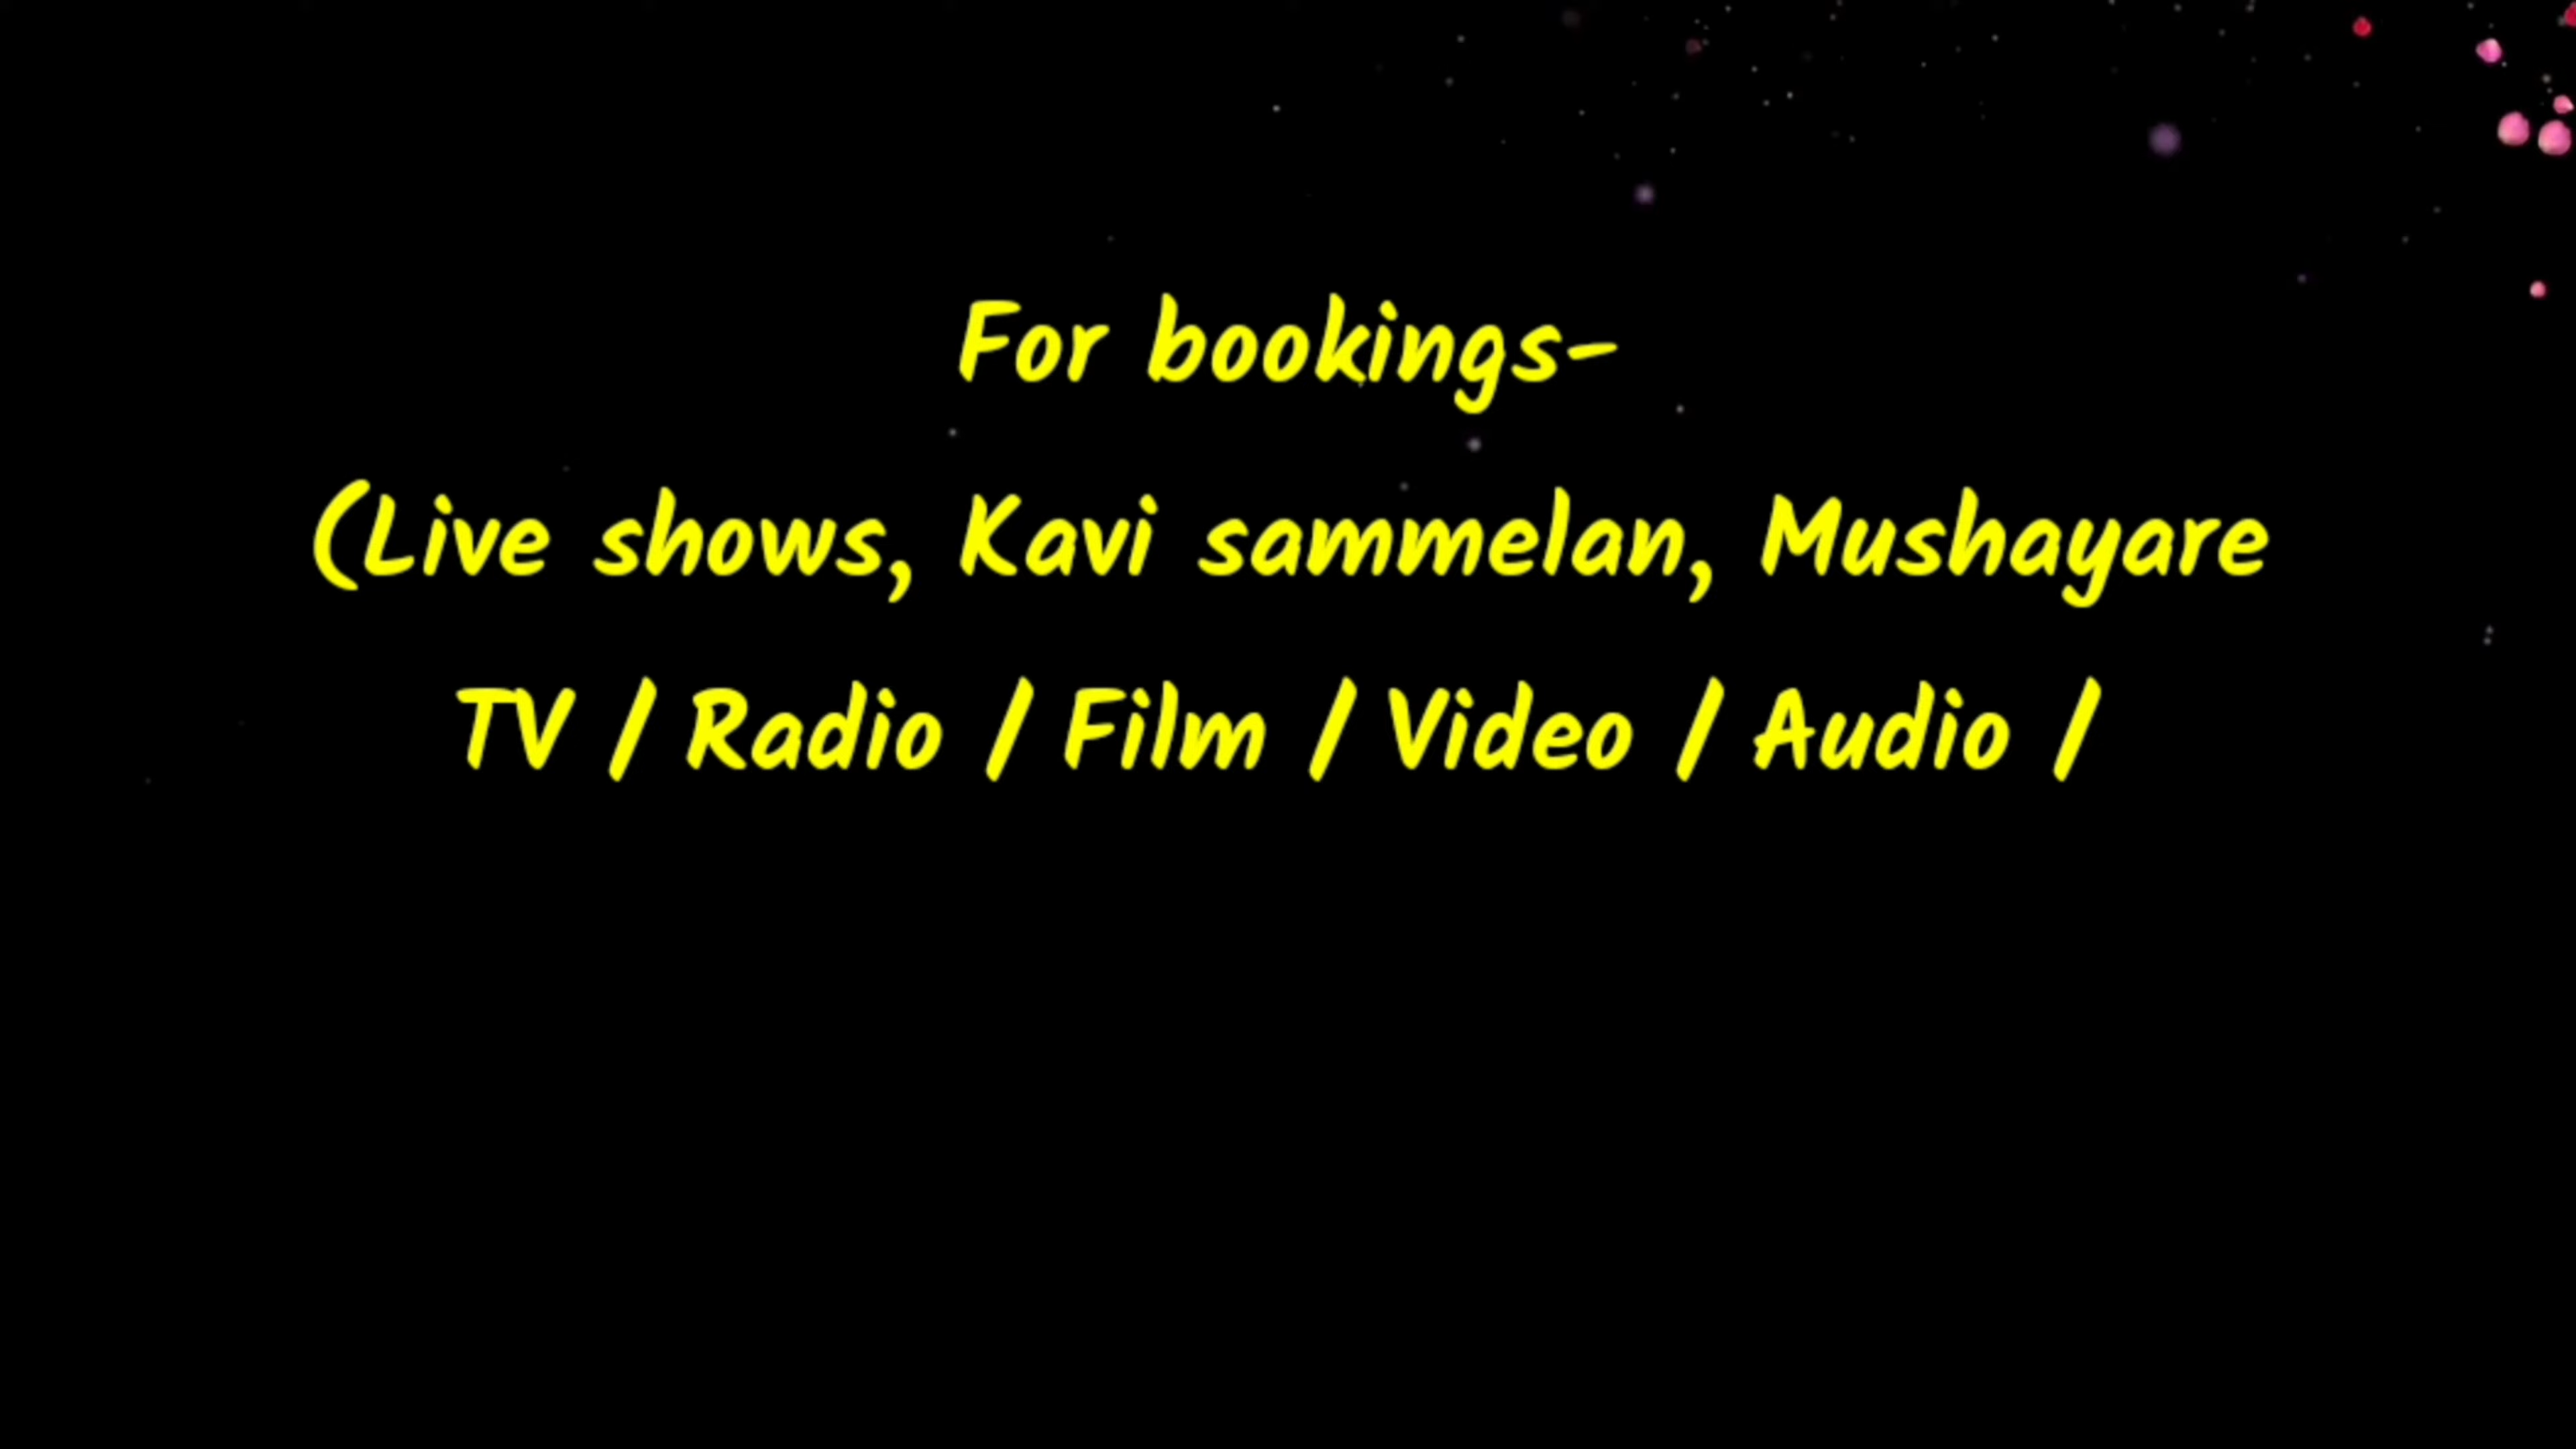 For bookings-
(Live shows, Kavi sammelan, Mushayare
TV / Radio / Film / Video / Audio /